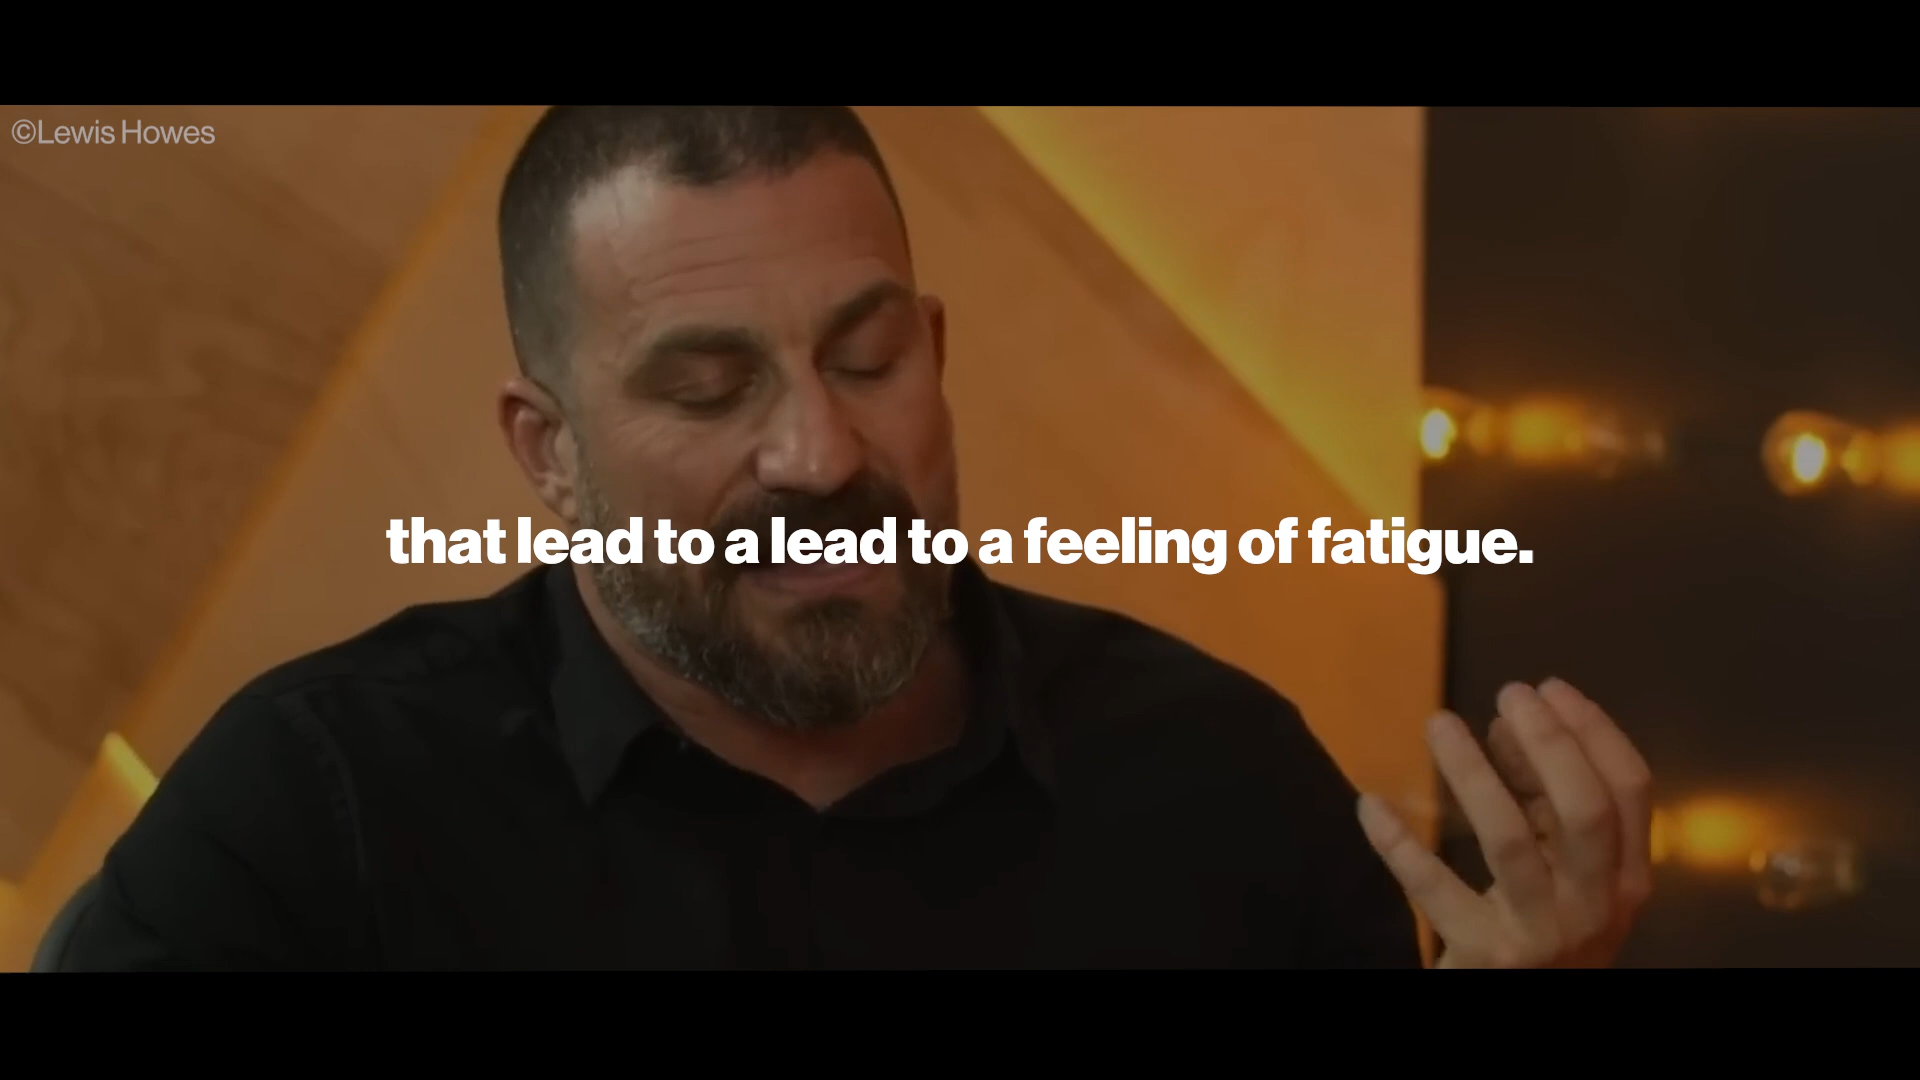 ©Lewis Howes
that lead to a lead to a feeling of fatigue.